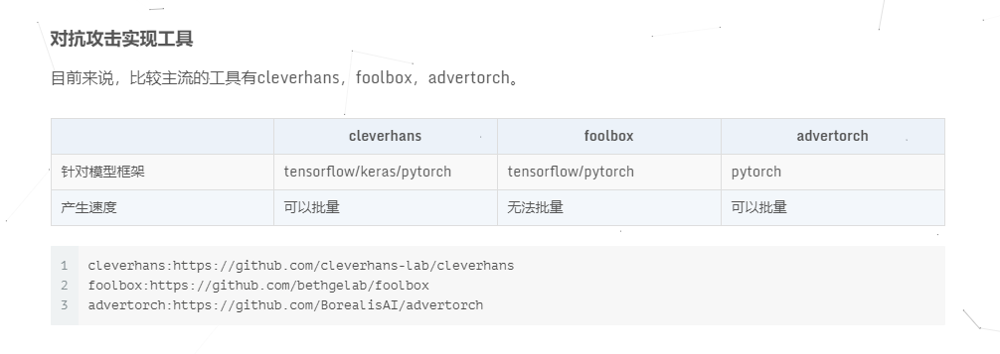 对抗攻击实现工具
目前来说，比较主流的工具有cleverhans，foolbox，advertorch。
cleverhans foolbox advertorch
针对模型框架 tensorflow/keras/pytorch tensorflow/pytorch pytorch
产生速度 可以批量 无法批量 可以批量
1 cleverhans:https://github.com/cleverhans-lab/cleverhans
2 foolbox:https://github.com/bethgelab/foolbox
3 advertorch:https://github.com/BorealisAI/advertorch